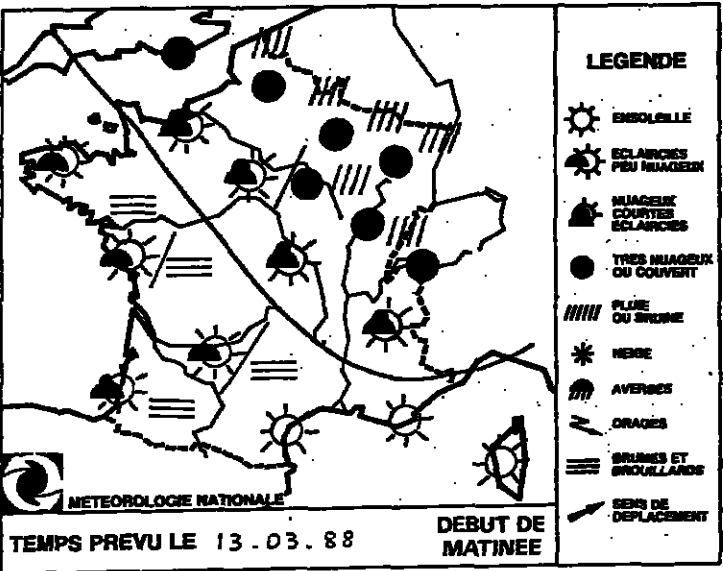 LEGENDE
ENSOLEILLE
ECLAIRCIES
PEU NUAGEUX
NUAGEUX
COURTES
ECLAIRCIES
TRES NUAGEUX
OU COUVERT
PLUIE
OU BRUINE
NEIGE
AVERSES
ORAGES
BRUMES ET
BROUILLARDS
SENS DE
DEPLACEMENT
METEOROLOGIE NATIONALE
TEMPS PREVU LE 13.03.88
DEBUT DE
MATINEE